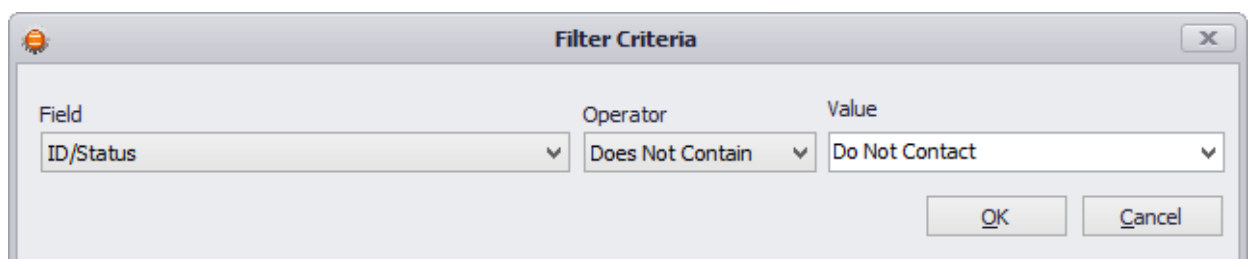 Filter Criteria
Field Operator Value
ID/Status Does Not Contain Do Not Contact
OK Cancel